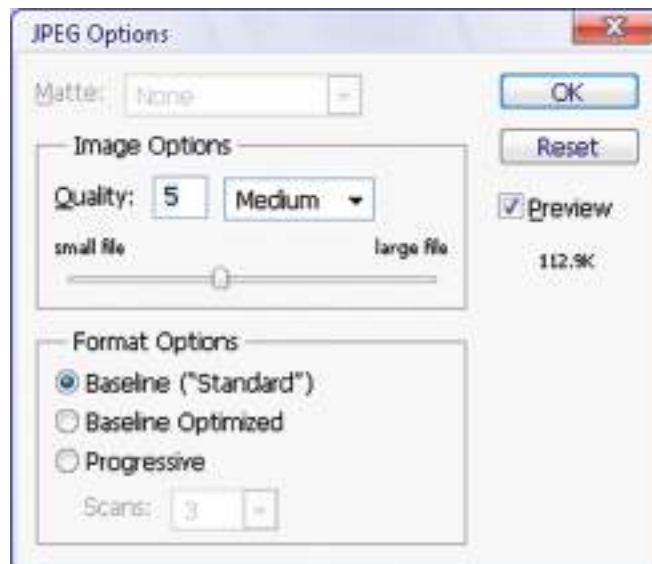 JPEG Options
Matte: None
OK
Image Options
Reset
Quality: 5 Medium
Preview
small file large file
112.9K
Format Options
Baseline ("Standard")
Baseline Optimized
Progressive
Scans: 3